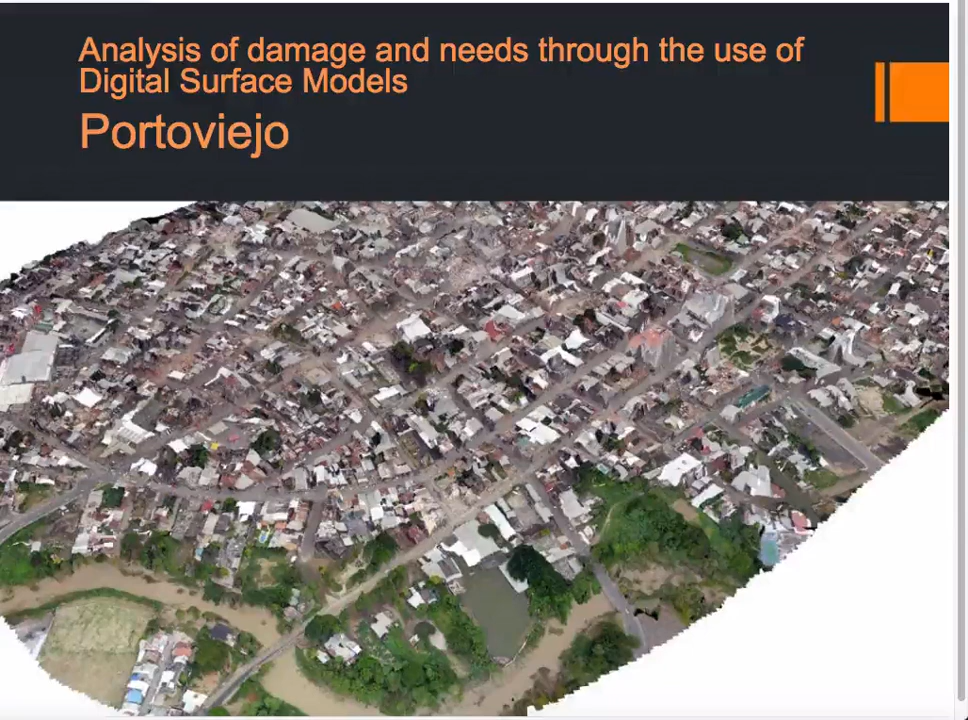 Analysis of damage and needs through the use of
Digital Surface Models
Portoviejo